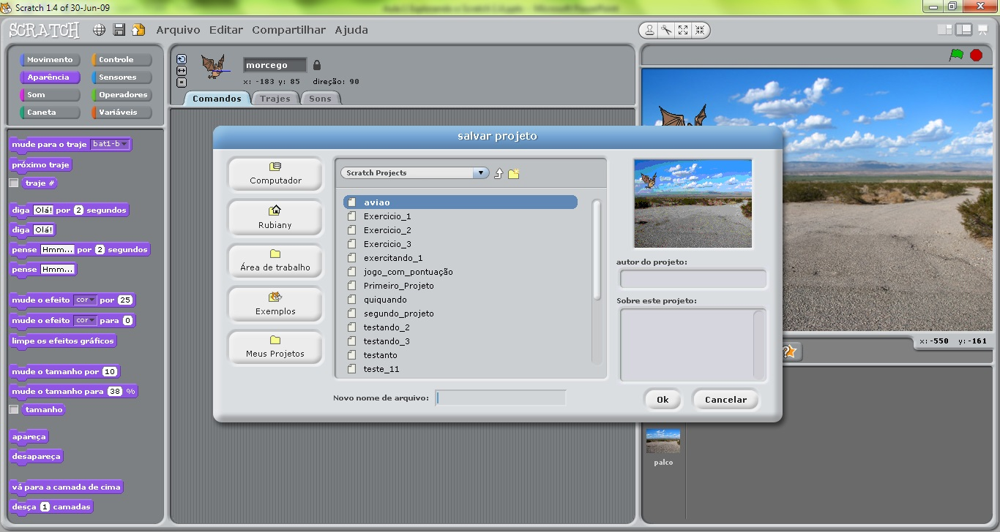 Scratch 1.4 of 30-Jun-09
SCRATCH Arquivo Editar Compartilhar Ajuda
Movimento Controle
Aparência Sensores
Som Operadores
Caneta Variáveis
mude para o traje bat1-b
próximo traje
traje #
diga Olá! por 2 segundos
diga Olá!
pense Hmm... por 2 segundos
pense Hmm...
mude o efeito cor por 25
mude o efeito cor para 0
limpe os efeitos gráficos
mude o tamanho por 10
mude o tamanho para 38 %
tamanho
apareça
desapareça
vá para a camada de cima
desça 1 camadas
morcego
x: -183 y: 85 direção: 90
Comandos Trajes Sons
salvar projeto
Computador
Rubiany
Área de trabalho
Exemplos
Meus Projetos
Scratch Projects
aviao
Exercicio_1
Exercicio_2
Exercicio_3
exercitando_1
jogo_com_pontuação
Primeiro_Projeto
quiquando
segundo_projeto
testando_2
testando_3
testanto
teste_11
Novo nome de arquivo:
autor do projeto:
Sobre este projeto:
Ok Cancelar
x: -550 y: -161
palco